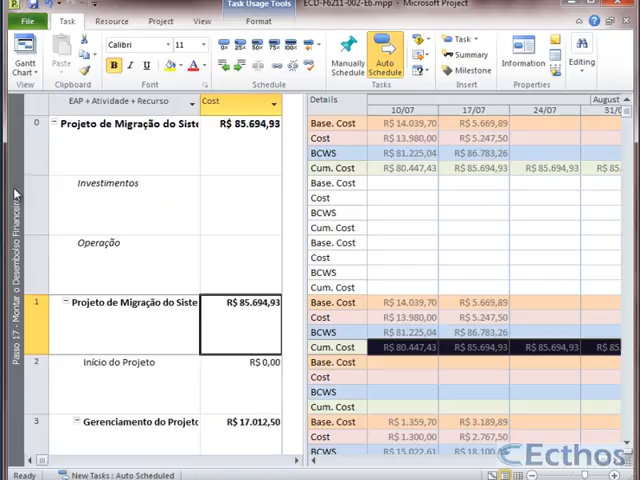 Task Usage Tools
ECD-F6211-002-E6.mpp - Microsoft Project
File Task Resource Project View Format
Gantt Chart
Paste
Calibri 11
B I U A
0% 25% 50% 75% 100%
Manually Schedule
Auto Schedule
Task
Summary
Milestone
Information
Editing
View Clipboard Font Schedule Tasks Insert Properties
EAP + Atividade + Recurso Cost Details August
10/07 17/07 24/07 31/0
0 Projeto de Migração do Siste R$ 85.694,93 Base. Cost R$ 14.039,70 R$ 5.669,89
Cost R$ 13.980,00 R$ 5.247,50
BCWS R$ 81.225,04 R$ 86.783,26
Cum. Cost R$ 80.447,43 R$ 85.694,93 R$ 85.694,93 R$ 85.
Investimentos Base. Cost
Cost
BCWS
Cum. Cost
Operação Base. Cost
Cost
BCWS
Cum. Cost
1 Projeto de Migração do Siste R$ 85.694,93 Base. Cost R$ 14.039,70 R$ 5.669,89
Cost R$ 13.980,00 R$ 5.247,50
BCWS R$ 81.225,04 R$ 86.783,26
Cum. Cost R$ 80.447,43 R$ 85.694,93 R$ 85.694,93 R$ 85.
2 Início do Projeto R$ 0,00 Base. Cost
Cost
BCWS
Cum. Cost
3 Gerenciamento do Projeto R$ 17.012,50 Base. Cost R$ 1.359,70 R$ 3.189,89
Cost R$ 1.300,00 R$ 2.767,50
BCWS R$ 15.022,61 R$ 18.100,
Passo 17 - Montar o Desembolso Financeiro
Ecthos
Ready New Tasks : Auto Scheduled